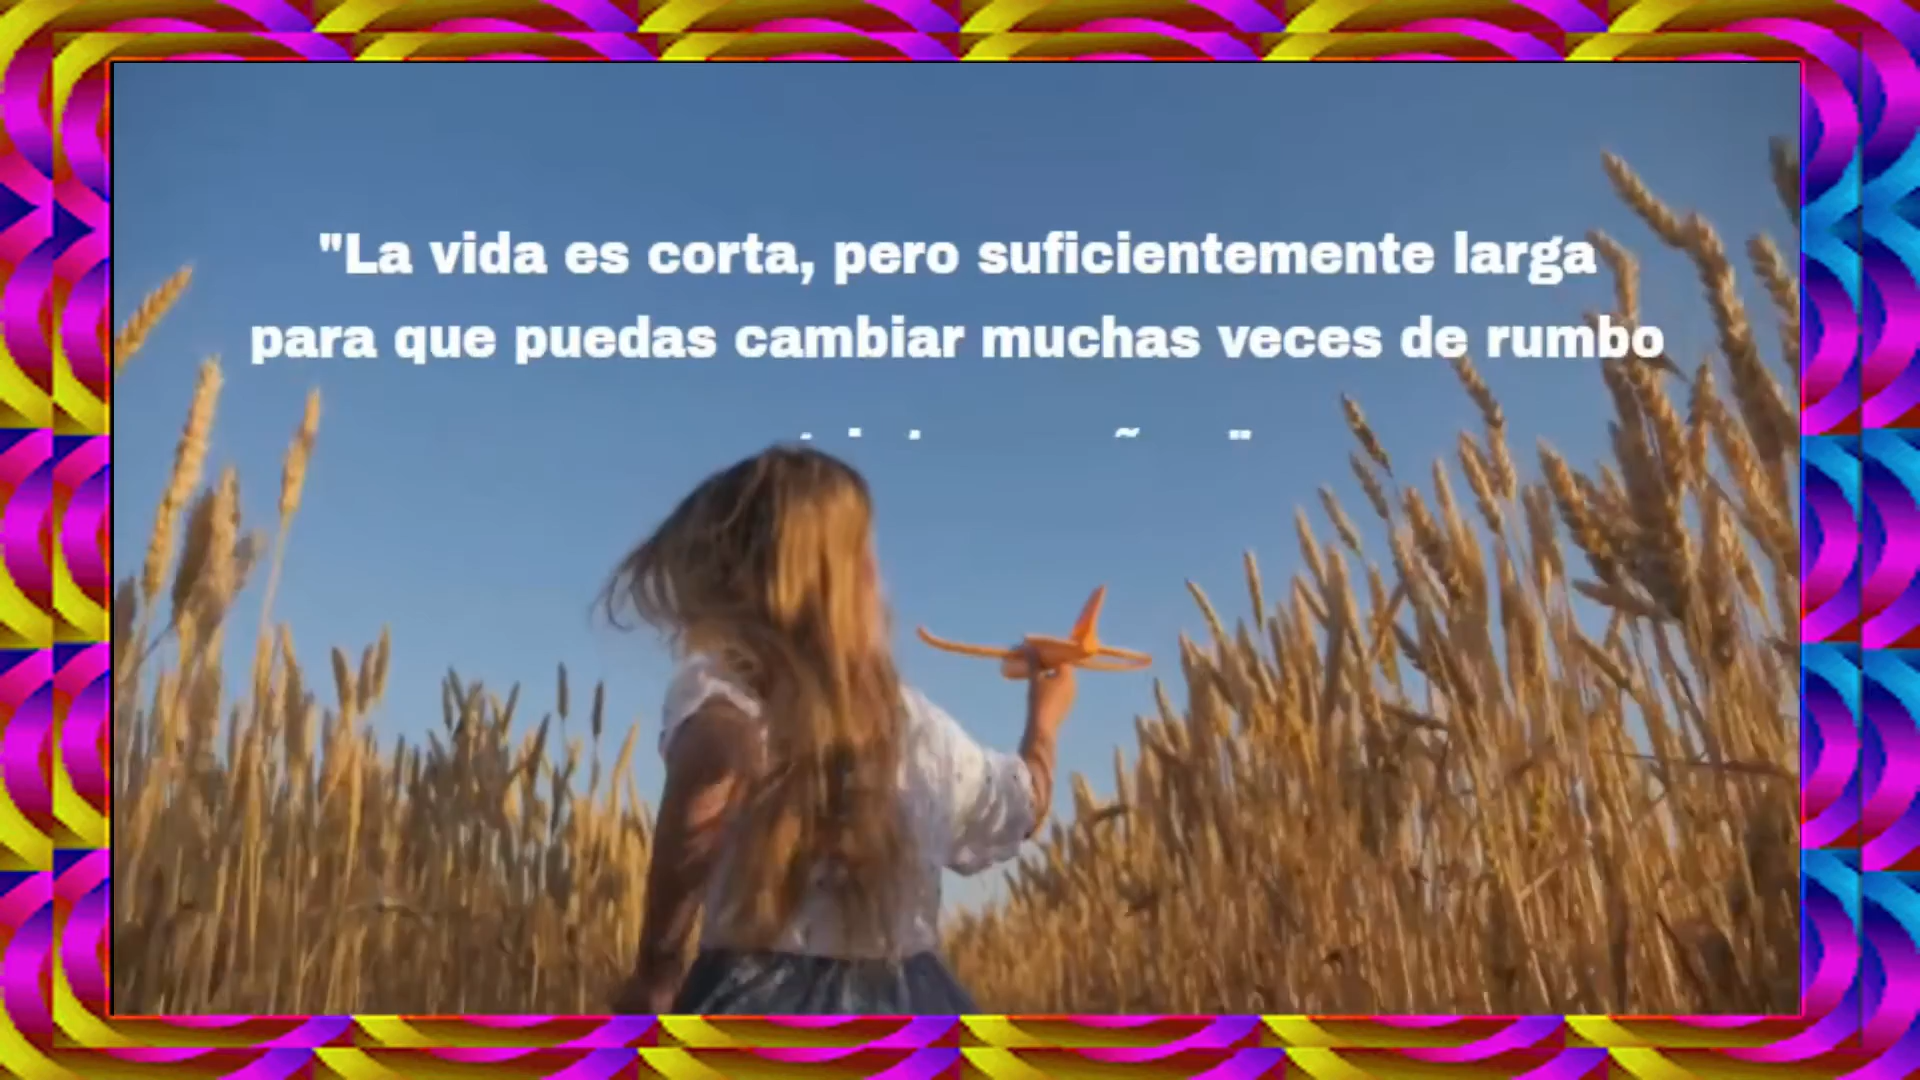 "La vida es corta, pero suficientemente larga
para que puedas cambiar muchas veces de rumbo